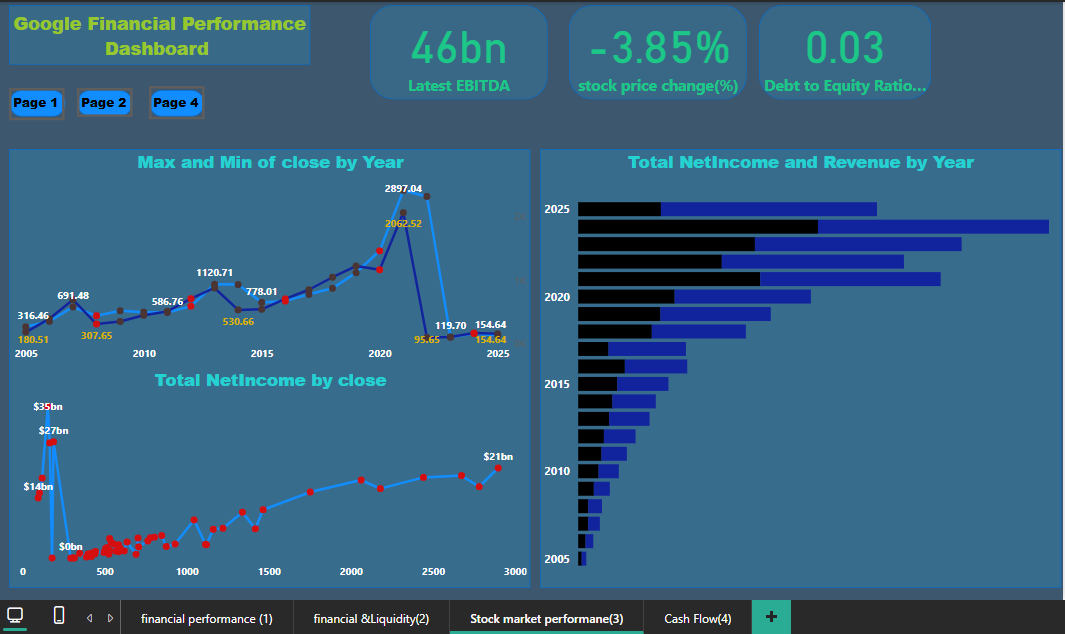 Google Financial Performance
Dashboard
46bn
Latest EBITDA
-3.85%
stock price change(%)
0.03
Debt to Equity Ratio...
Page 1
Page 2
Page 4
Max and Min of close by Year
2897.04
2062.52
1120.71
691.48
586.76
778.01
316.46
530.66
180.51
307.65
95.65
119.70
154.64
154.64
2005
2010
2015
2020
2025
Total NetIncome by close
$35bn
$27bn
$14bn
$0bn
$21bn
0
500
1000
1500
2000
2500
3000
Total NetIncome and Revenue by Year
2025
2020
2015
2010
2005
financial performance (1)
financial &Liquidity(2)
Stock market performane(3)
Cash Flow(4)
+